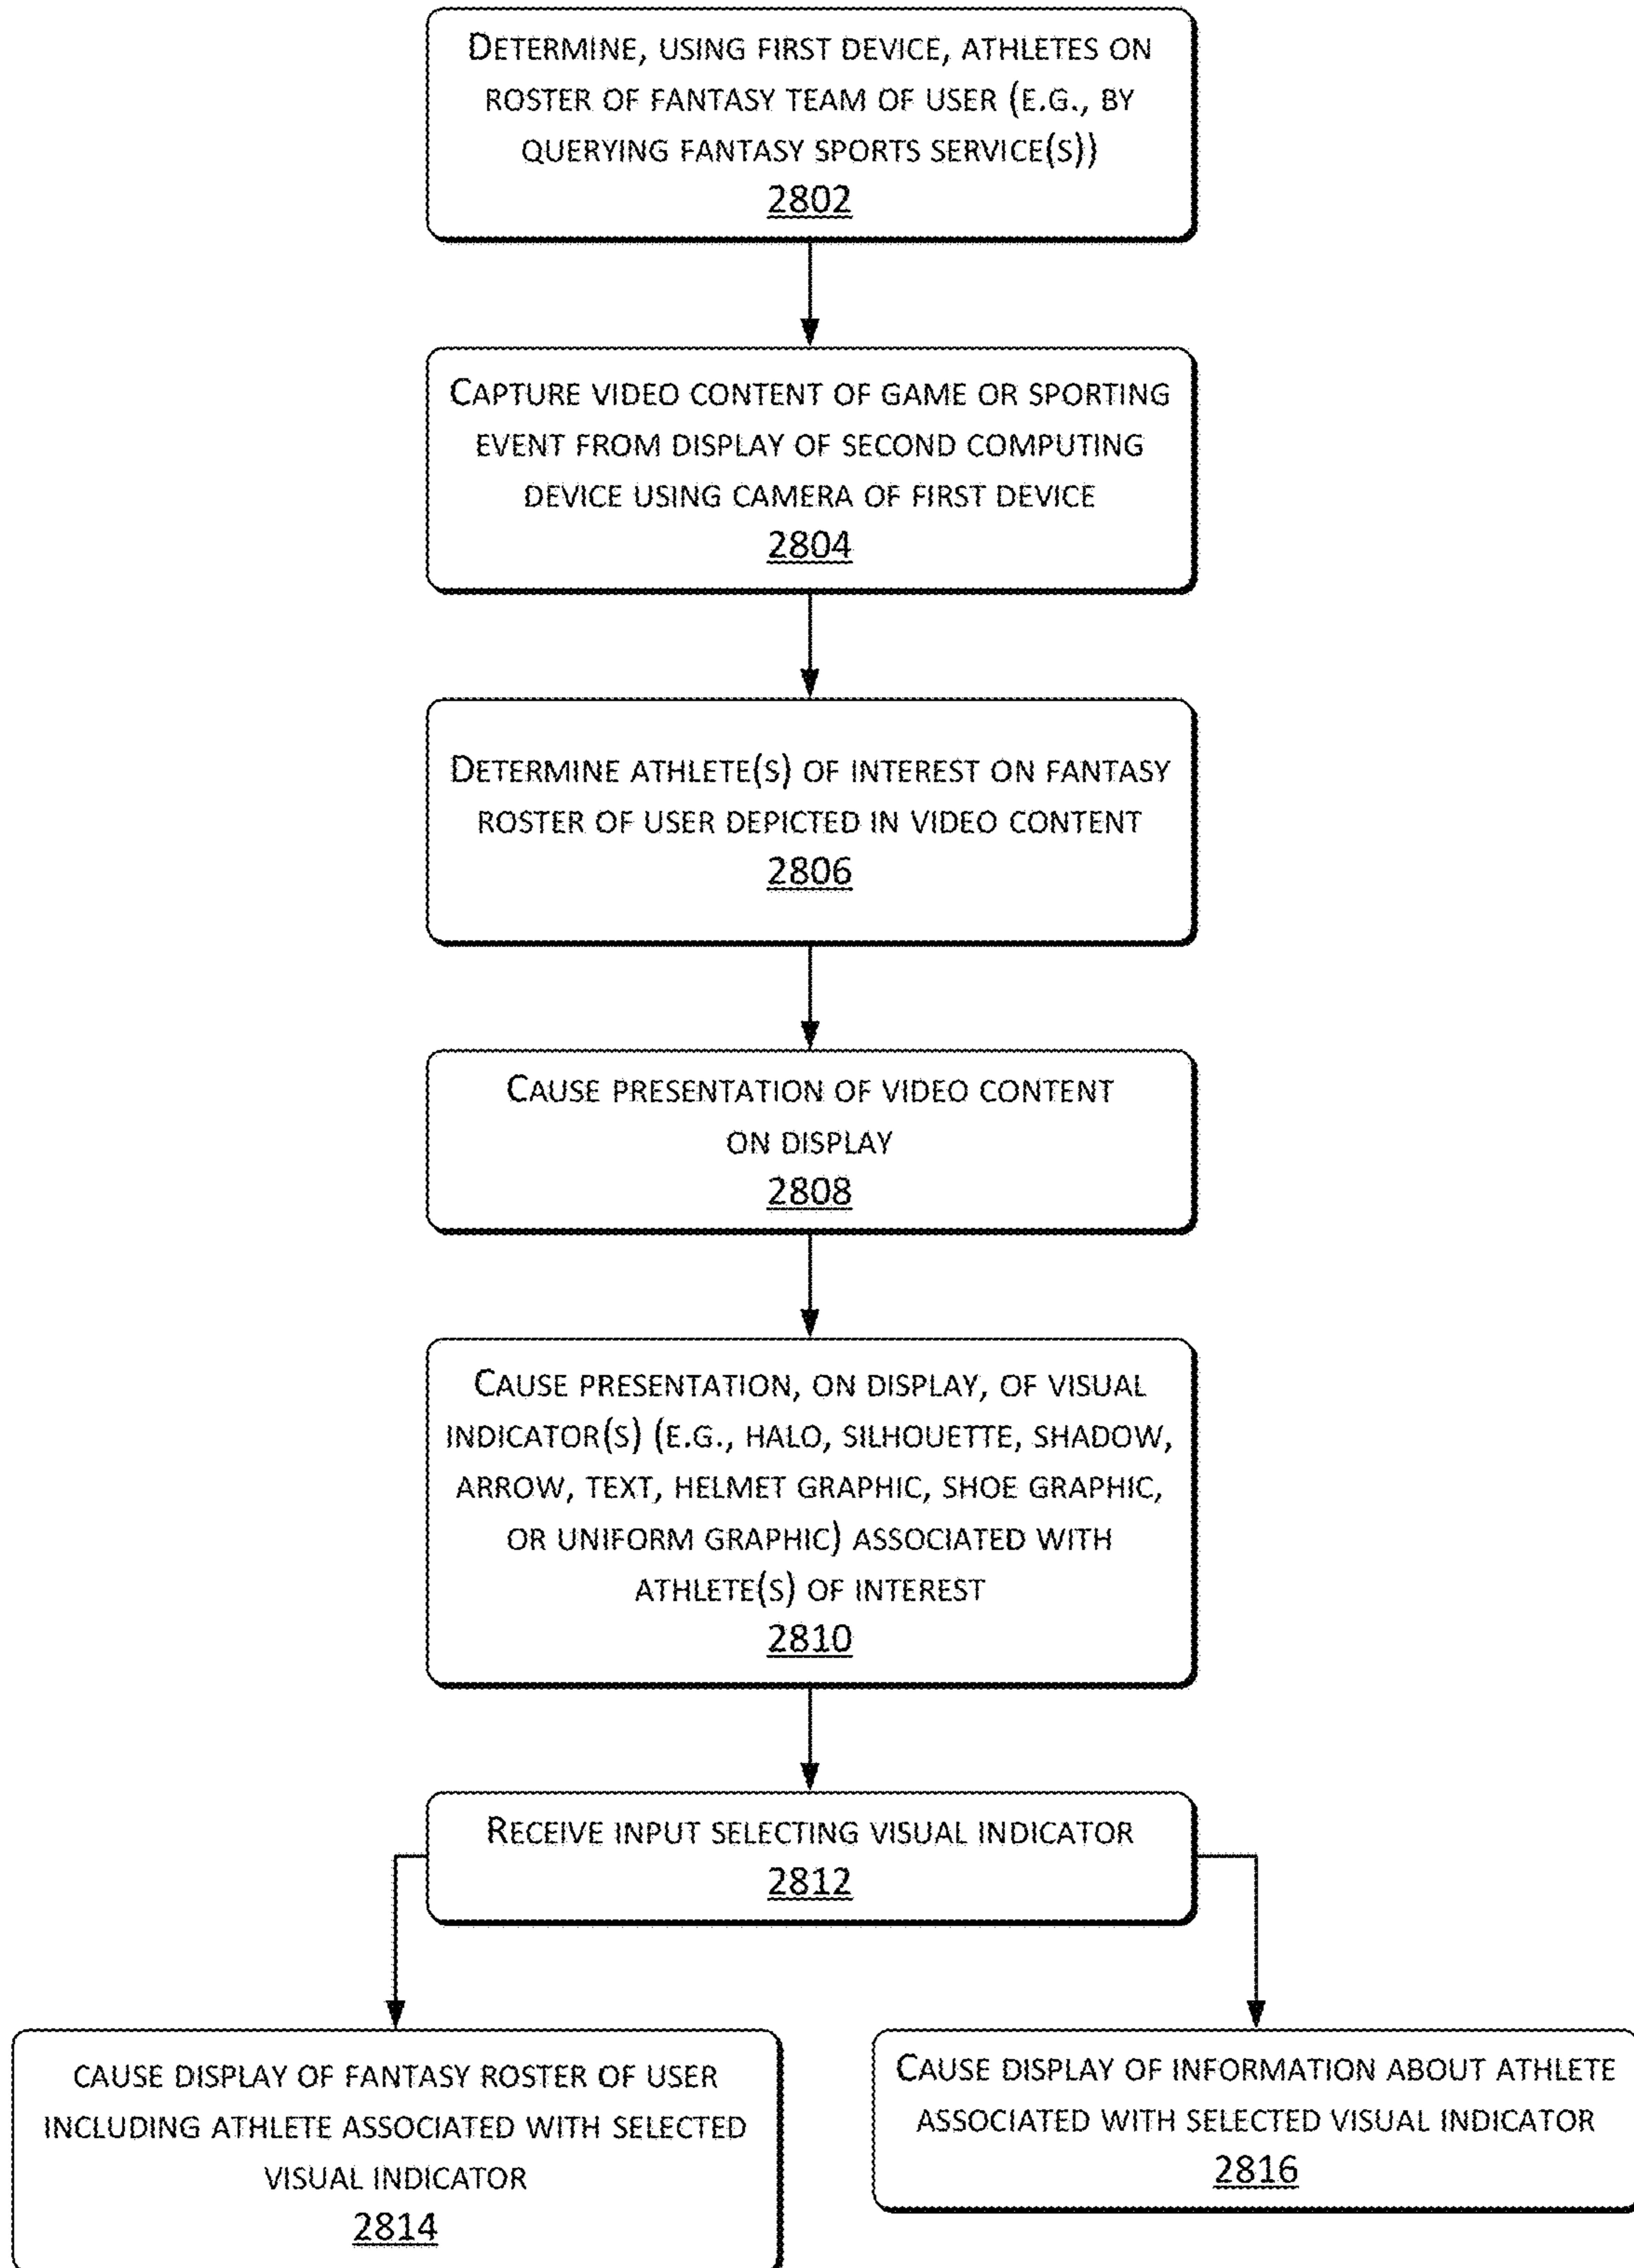 DETERMINE, USING FIRST DEVICE, ATHLETES ON
ROSTER OF FANTASY TEAM OF USER (E.G., BY
QUERYING FANTASY SPORTS SERVICE(S))
2802
CAPTURE VIDEO CONTENT OF GAME OR SPORTING
EVENT FROM DISPLAY OF SECOND COMPUTING
DEVICE USING CAMERA OF FIRST DEVICE
2804
DETERMINE ATHLETE(S) OF INTEREST ON FANTASY
ROSTER OF USER DEPICTED IN VIDEO CONTENT
2806
CAUSE PRESENTATION OF VIDEO CONTENT
ON DISPLAY
2808
CAUSE PRESENTATION, ON DISPLAY, OF VISUAL
INDICATOR(S) (E.G., HALO, SILHOUETTE, SHADOW,
ARROW, TEXT, HELMET GRAPHIC, SHOE GRAPHIC,
OR UNIFORM GRAPHIC) ASSOCIATED WITH
ATHLETE(S) OF INTEREST
2810
RECEIVE INPUT SELECTING VISUAL INDICATOR
2812
CAUSE DISPLAY OF FANTASY ROSTER OF USER
INCLUDING ATHLETE ASSOCIATED WITH SELECTED
VISUAL INDICATOR
2814
CAUSE DISPLAY OF INFORMATION ABOUT ATHLETE
ASSOCIATED WITH SELECTED VISUAL INDICATOR
2816